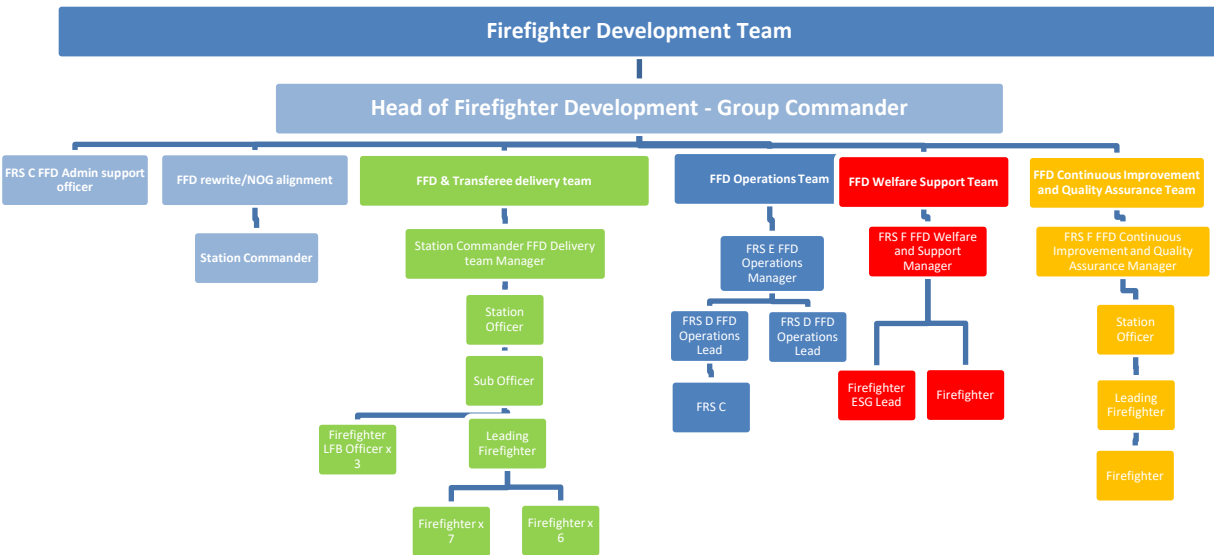 Firefighter Development Team
Head of Firefighter Development - Group Commander
FRS C FFD Admin support
officer
FFD rewrite/NOG alignment
FFD & Transferee delivery team
FFD Operations Team
FFD Welfare Support Team
FFD Continuous Improvement
and Quality Assurance Team
Station Commander
Station Commander FFD Delivery
team Manager
FRS E FFD
Operations
Manager
FRS F FFD Welfare
and Support
Manager
FRS F FFD Continuous
Improvement and Quality
Assurance Manager
Station
Officer
FRS D FFD
Operations
Lead
FRS D FFD
Operations
Lead
Station
Officer
Sub Officer
FRS C
Firefighter
ESG Lead
Firefighter
Leading
Firefighter
Firefighter
LFB Officer x
3
Leading
Firefighter
Firefighter
Firefighter x
7
Firefighter x
6